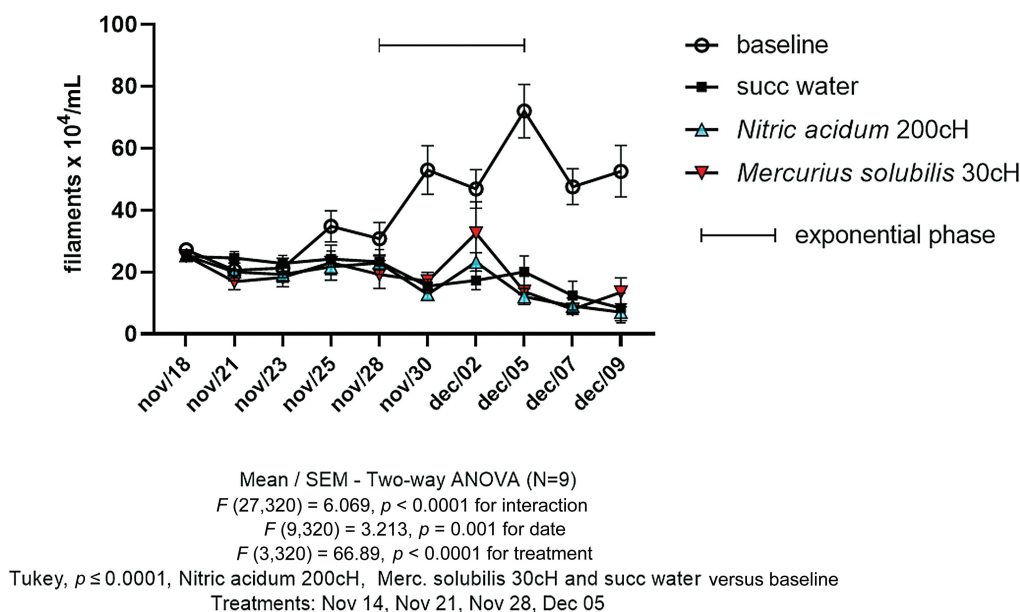 filaments x 10⁴/mL
100
80
60
40
20
0
nov/18
nov/21
nov/23
nov/25
nov/28
nov/30
dec/02
dec/05
dec/07
dec/09
baseline
succ water
Nitric acidum 200cH
Mercurius solubilis 30cH
exponential phase
Mean / SEM - Two-way ANOVA (N=9)
F (27,320) = 6.069, p < 0.0001 for interaction
F (9,320) = 3.213, p = 0.001 for date
F (3,320) = 66.89, p < 0.0001 for treatment
Tukey, p ≤ 0.0001, Nitric acidum 200cH, Merc. solubilis 30cH and succ water versus baseline
Treatments: Nov 14, Nov 21, Nov 28, Dec 05